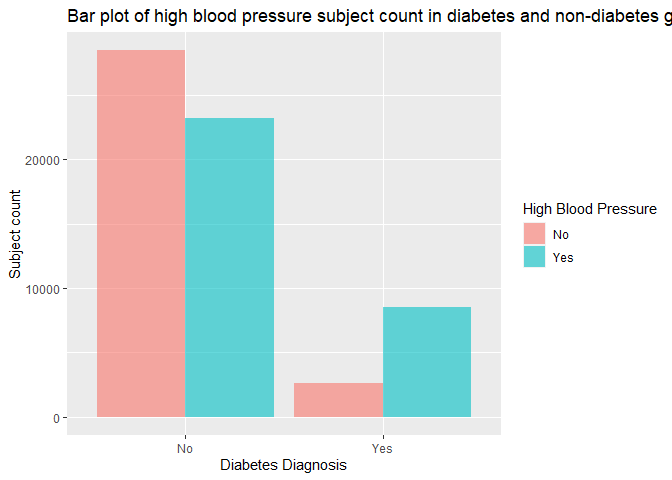 Bar plot of high blood pressure subject count in diabetes and non-diabetes g
Subject count
20000
10000
0
No
Yes
Diabetes Diagnosis
High Blood Pressure
No
Yes